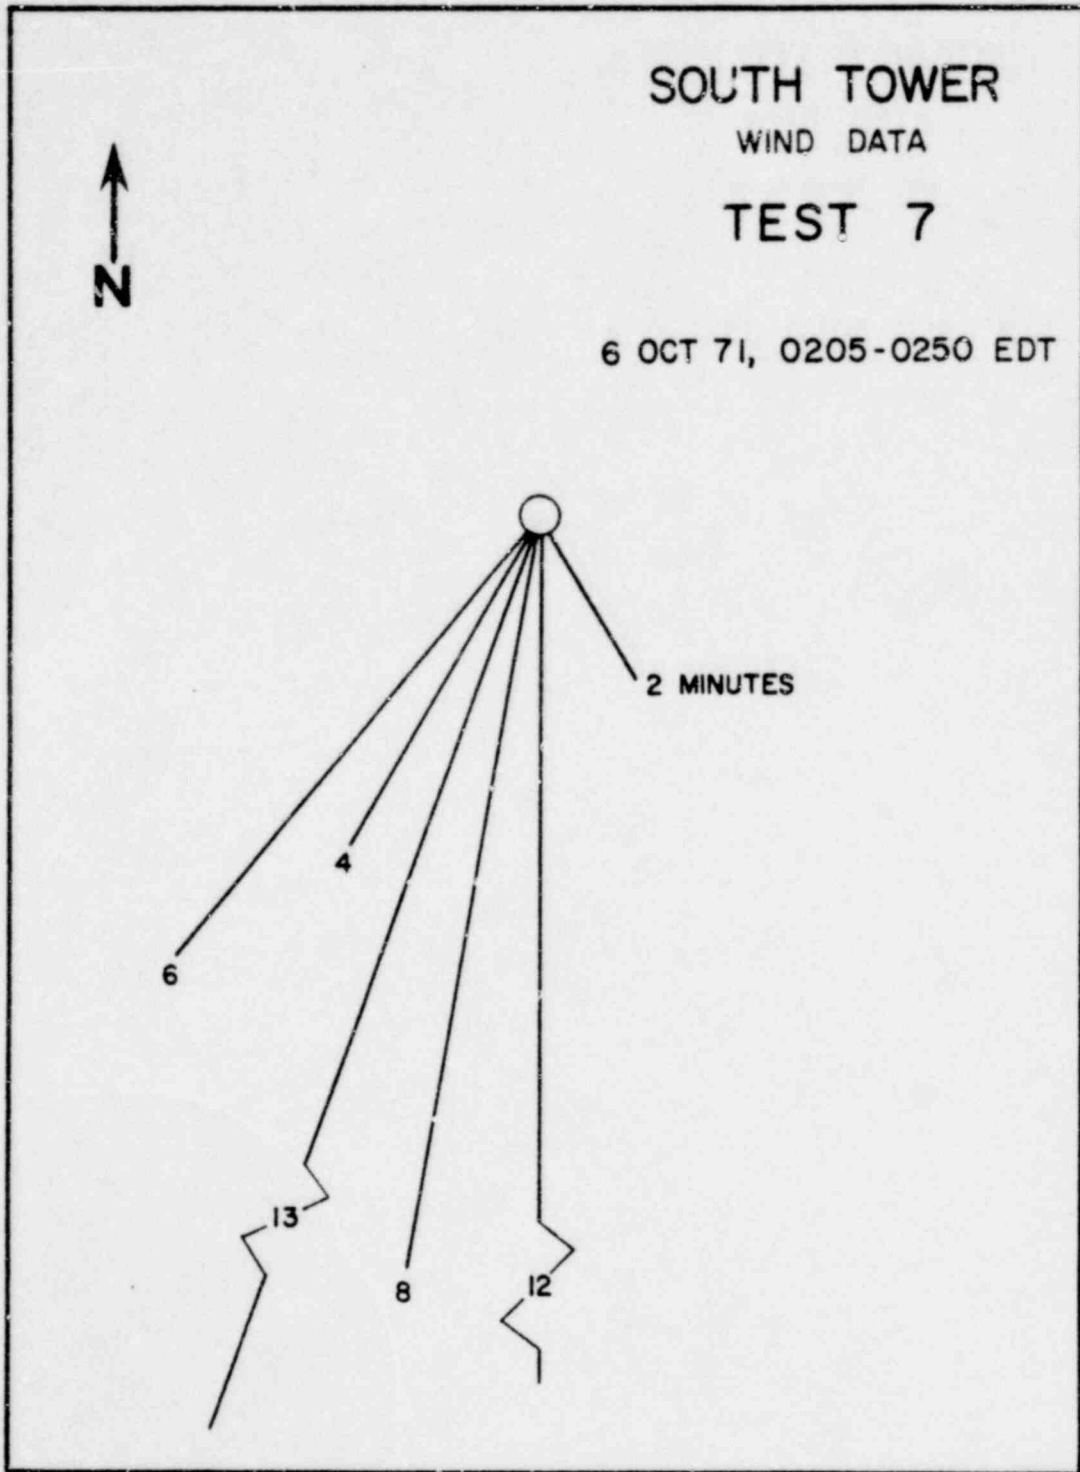 SOUTH TOWER
WIND DATA
TEST 7
N
6 OCT 71, 0205-0250 EDT
2 MINUTES
4
6
13
8
12